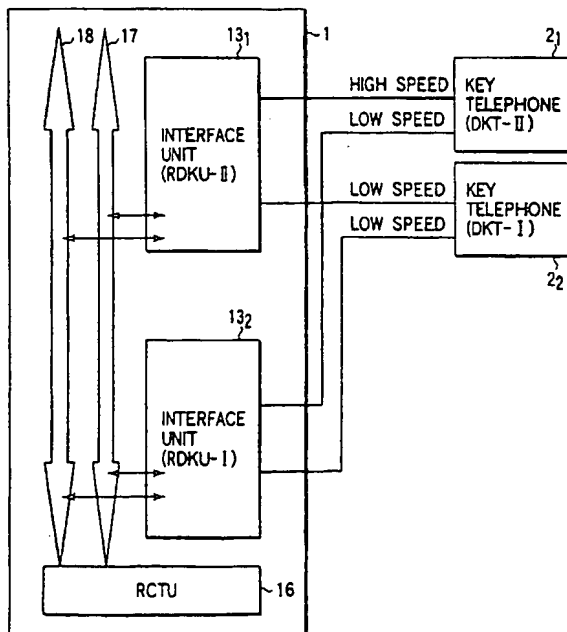 18
17
13₁
1
2₁
INTERFACE
UNIT
(RDKU-II)
HIGH SPEED
LOW SPEED
KEY
TELEPHONE
(DKT-II)
LOW SPEED
LOW SPEED
KEY
TELEPHONE
(DKT-I)
2₂
13₂
INTERFACE
UNIT
(RDKU-I)
RCTU
16